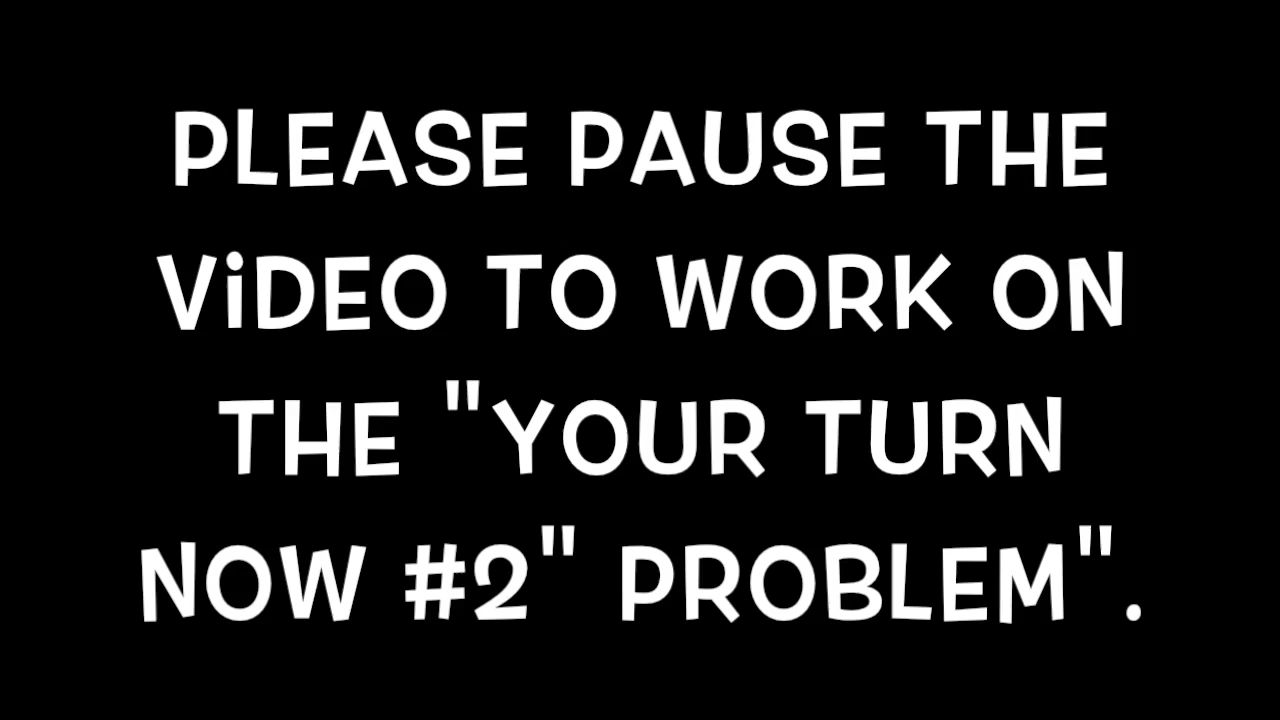 PLEASE PAUSE THE
ViDEO TO WORK ON
THE "YOUR TURN
NOW #2" PROBLEM".